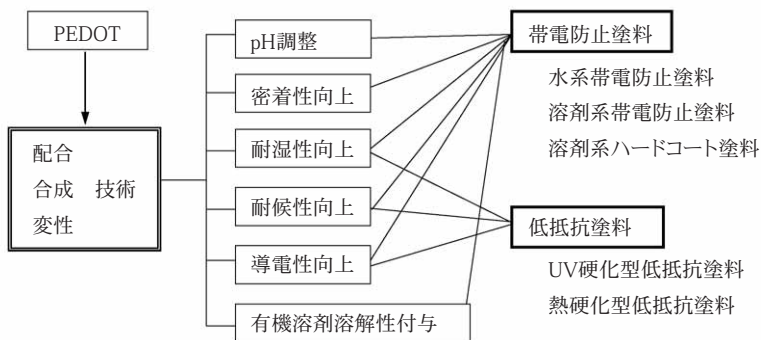 PEDOT
配合
合成　技術
変性
pH調整
密着性向上
耐湿性向上
耐候性向上
導電性向上
有機溶剤溶解性付与
帯電防止塗料
水系帯電防止塗料
溶剤系帯電防止塗料
溶剤系ハードコート塗料
低抵抗塗料
UV硬化型低抵抗塗料
熱硬化型低抵抗塗料